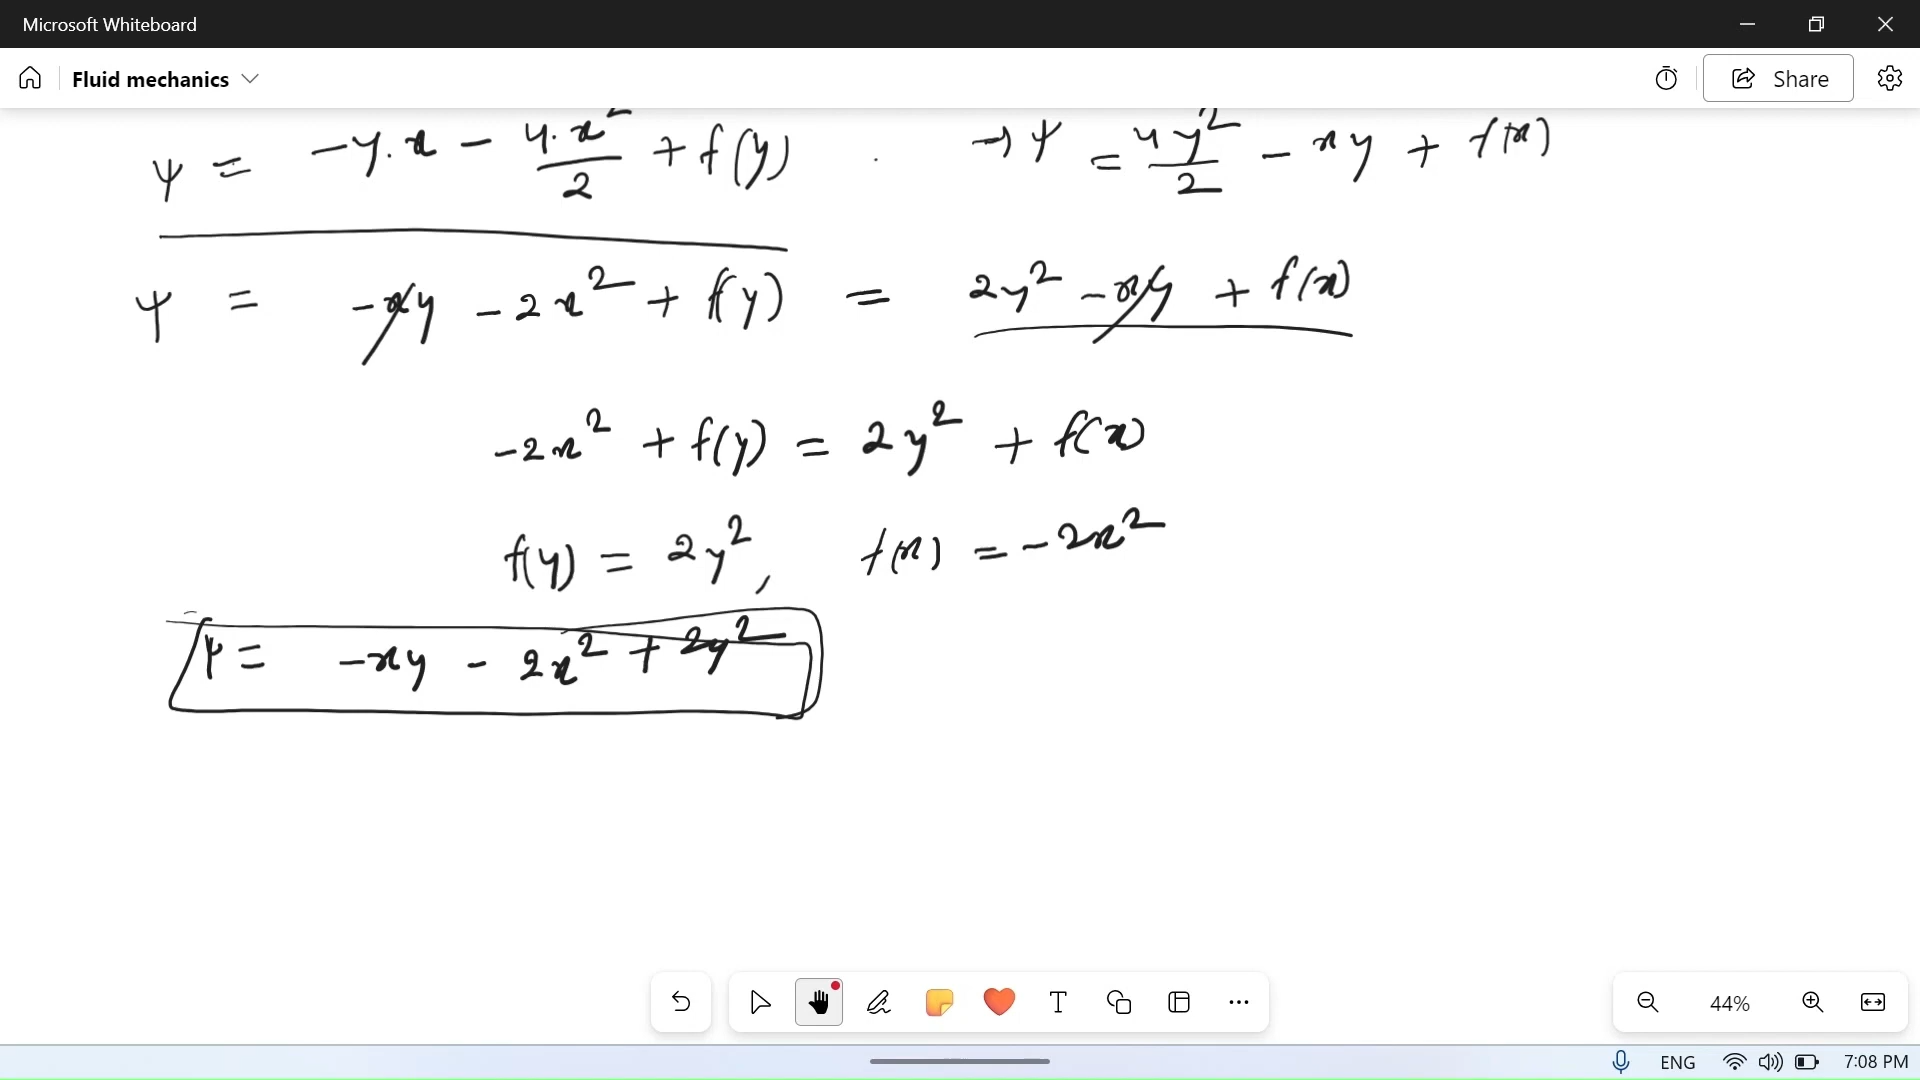 Microsoft Whiteboard
Fluid mechanics
Share
ψ = -y.x - 4.x²/2 + f(y) . → ψ = 4y²/2 - xy + f(x)
ψ = -xy - 2x² + f(y) = 2y² - xy + f(x)
-2x² + f(y) = 2y² + f(x)
f(y) = 2y², f(x) = -2x²
ψ = -xy - 2x² + 2y²
44%
ENG 7:08 PM